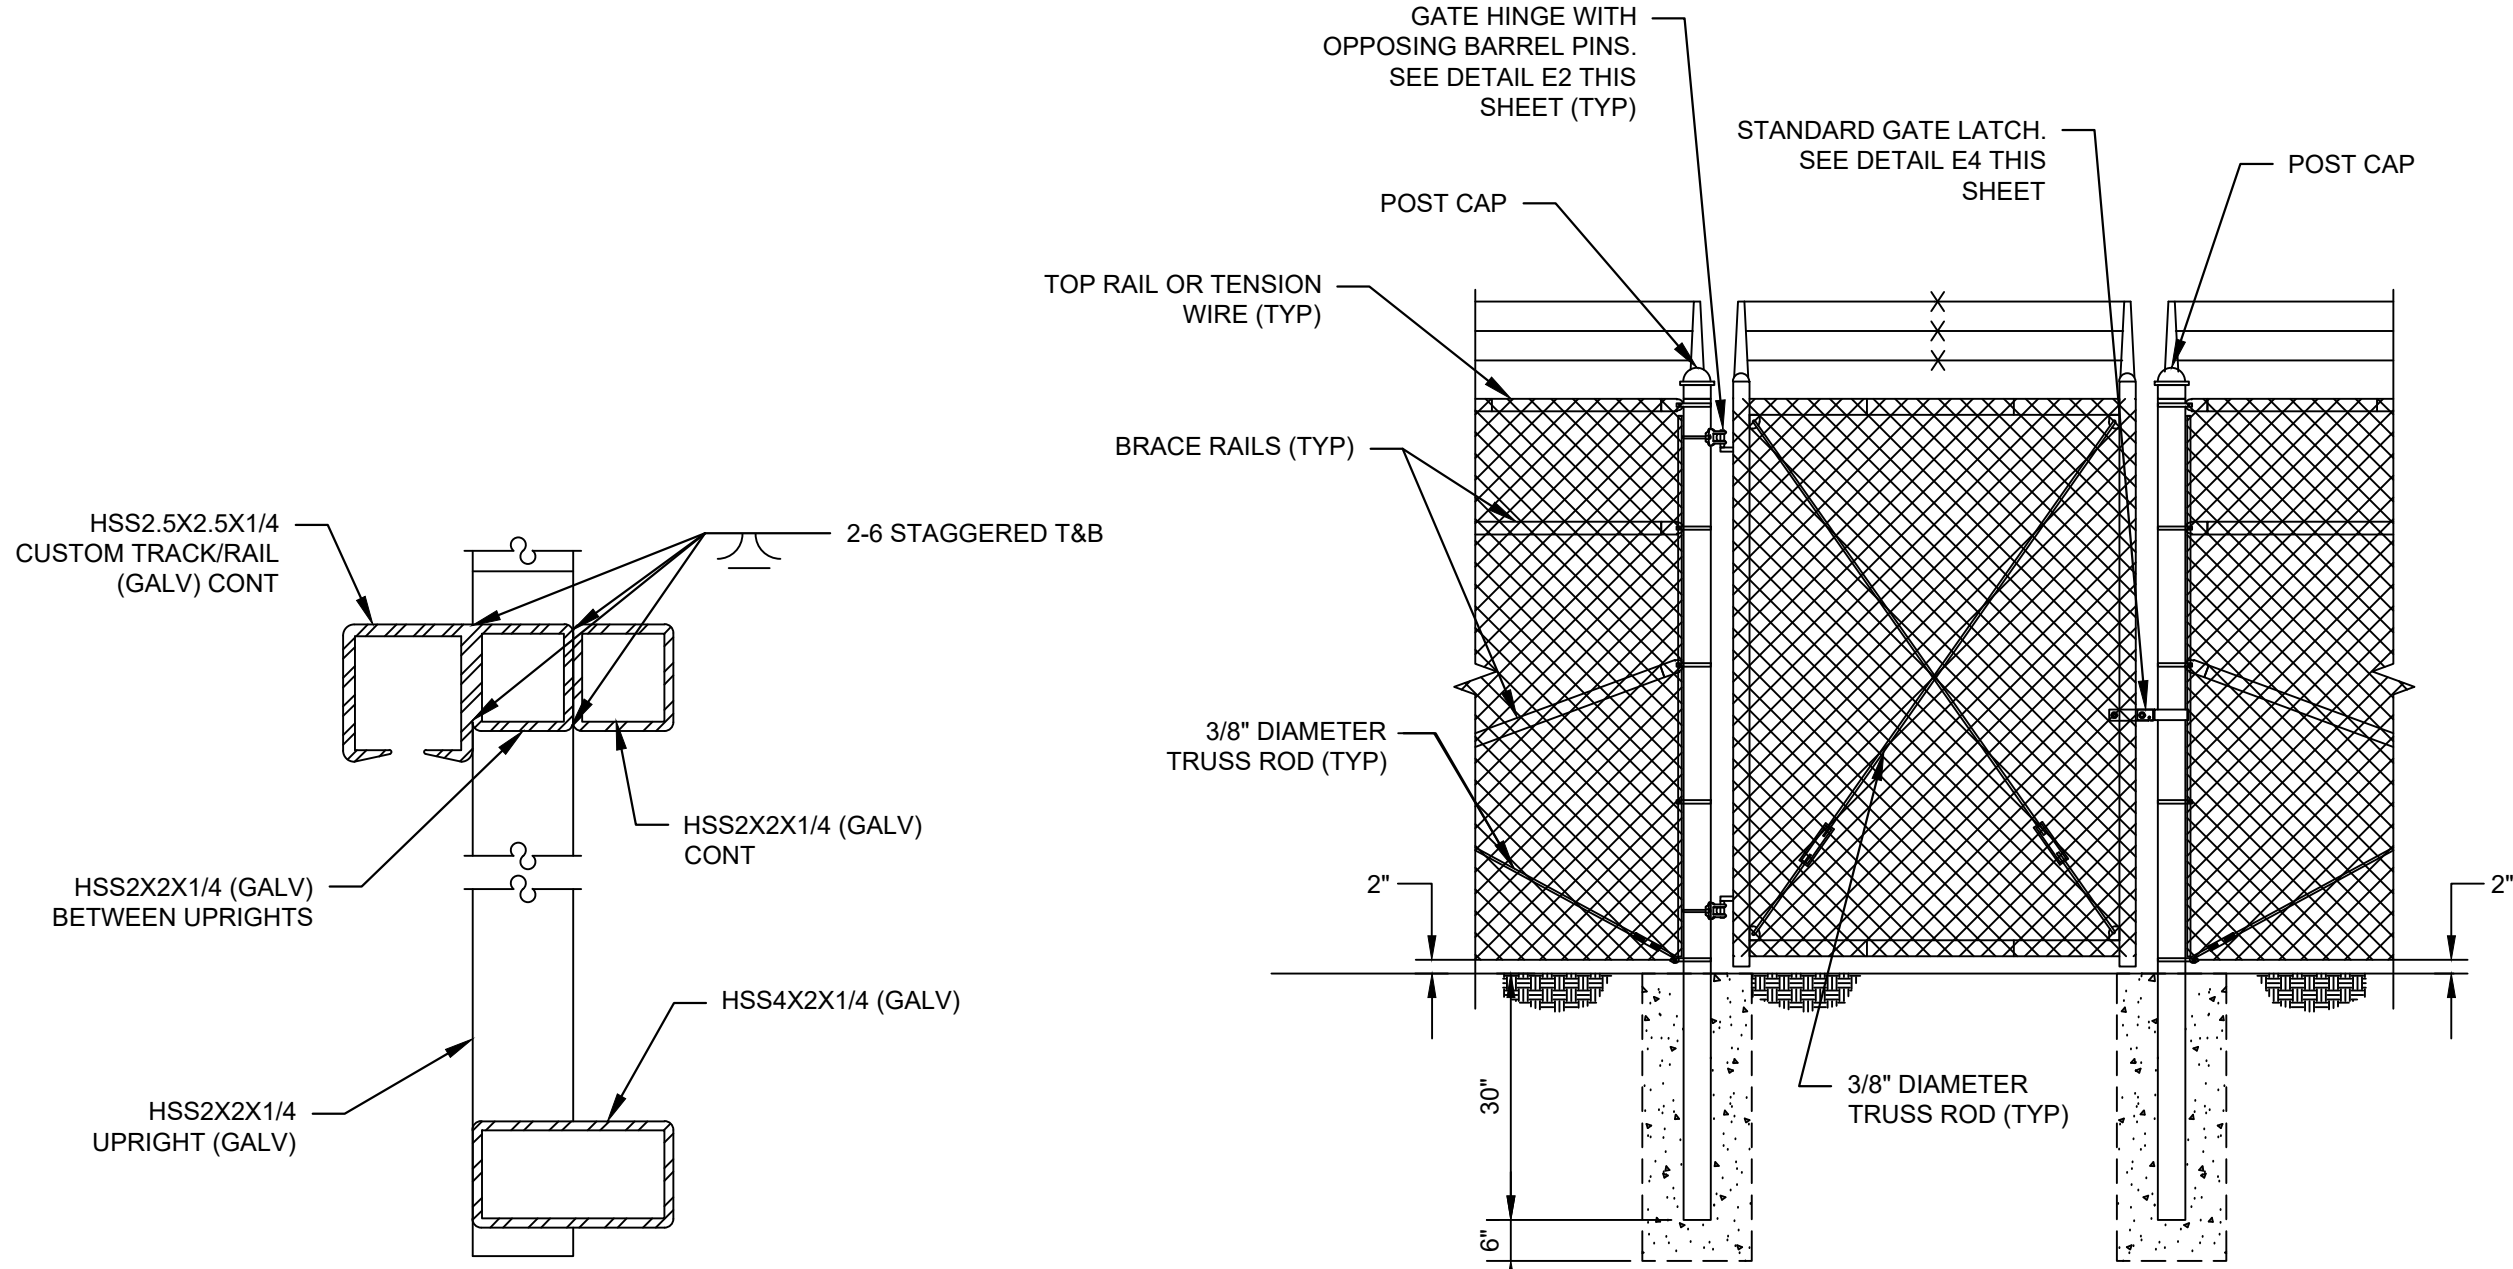 GATE HINGE WITH
OPPOSING BARREL PINS.
SEE DETAIL E2 THIS
SHEET (TYP)
STANDARD GATE LATCH.
SEE DETAIL E4 THIS
SHEET
POST CAP
POST CAP
TOP RAIL OR TENSION
WIRE (TYP)
BRACE RAILS (TYP)
HSS2.5X2.5X1/4
CUSTOM TRACK/RAIL
(GALV) CONT
2-6 STAGGERED T&B
3/8" DIAMETER
TRUSS ROD (TYP)
HSS2X2X1/4 (GALV)
CONT
HSS2X2X1/4 (GALV)
BETWEEN UPRIGHTS
2"
2"
HSS4X2X1/4 (GALV)
HSS2X2X1/4
UPRIGHT (GALV)
30"
3/8" DIAMETER
TRUSS ROD (TYP)
6"